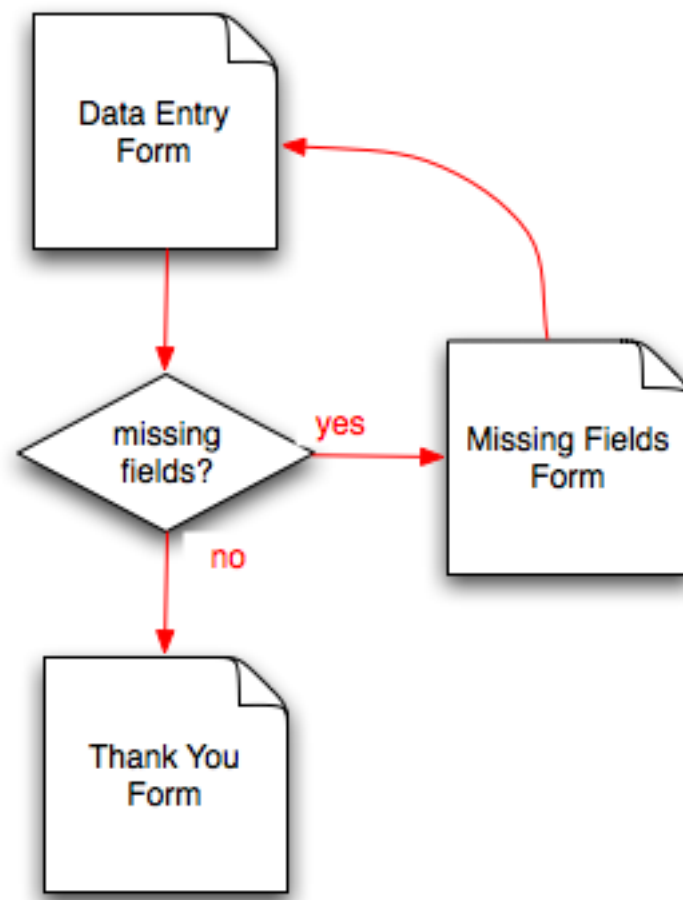 Data Entry
Form
missing
fields?
yes
Missing Fields
Form
no
Thank You
Form